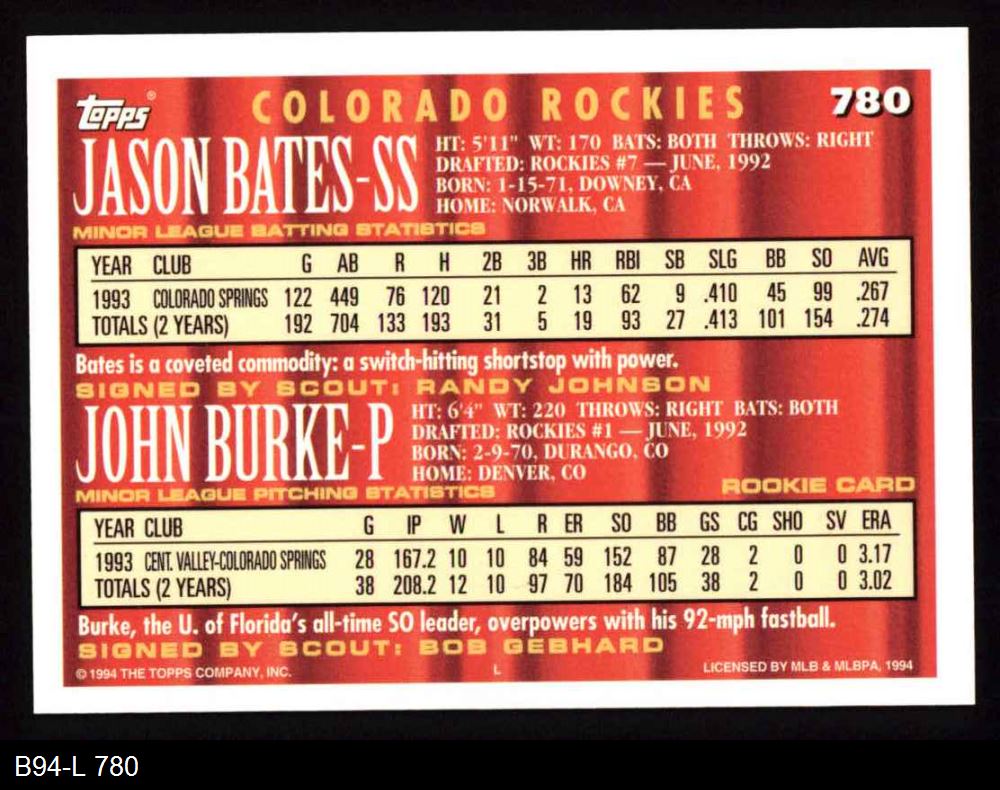 TOPPS® COLORADO ROCKIES 780
JASON BATES-SS
HT: 5'11" WT: 170 BATS: BOTH THROWS: RIGHT
DRAFTED: ROCKIES #7 — JUNE, 1992
BORN: 1-15-71, DOWNEY, CA
HOME: NORWALK, CA
MINOR LEAGUE BATTING STATISTICS
YEAR CLUB G AB R H 2B 3B HR RBI SB SLG BB SO AVG
1993 COLORADO SPRINGS 122 449 76 120 21 2 13 62 9 .410 45 99 .267
TOTALS (2 YEARS) 192 704 133 193 31 5 19 93 27 .413 101 154 .274
Bates is a coveted commodity: a switch-hitting shortstop with power.
SIGNED BY SCOUT: RANDY JOHNSON
JOHN BURKE-P
HT: 6'4" WT: 220 THROWS: RIGHT BATS: BOTH
DRAFTED: ROCKIES #1 — JUNE, 1992
BORN: 2-9-70, DURANGO, CO
HOME: DENVER, CO
MINOR LEAGUE PITCHING STATISTICS ROOKIE CARD
YEAR CLUB G IP W L R ER SO BB GS CG SHO SV ERA
1993 CENT. VALLEY-COLORADO SPRINGS 28 167.2 10 10 84 59 152 87 28 2 0 0 3.17
TOTALS (2 YEARS) 38 208.2 12 10 97 70 184 105 38 2 0 0 3.02
Burke, the U. of Florida's all-time SO leader, overpowers with his 92-mph fastball.
SIGNED BY SCOUT: BOB GEBHARD
© 1994 THE TOPPS COMPANY, INC. L LICENSED BY MLB & MLBPA, 1994
B94-L 780